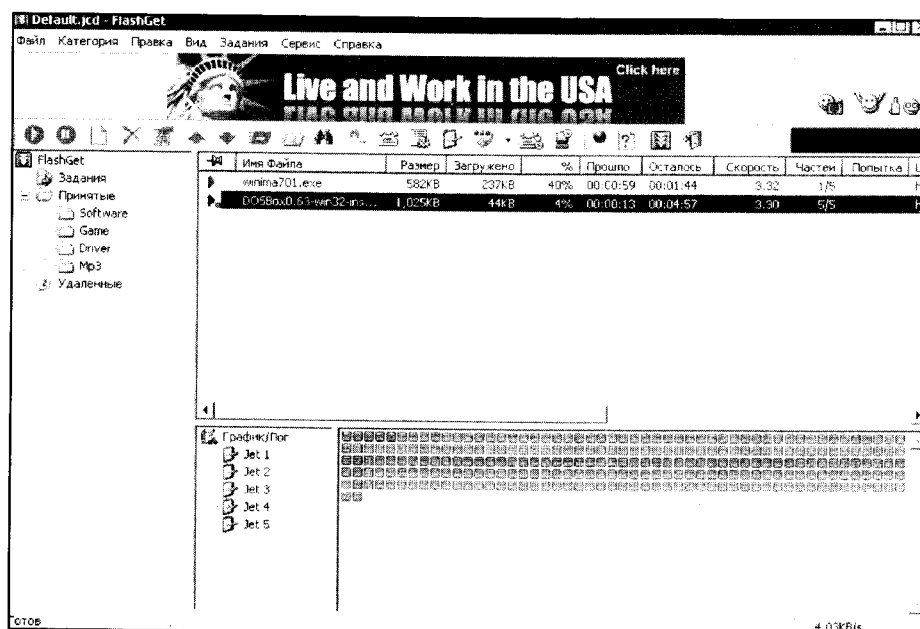 Default.jcd - FlashGet
Файл Категория Правка Вид Задания Сервис Справка
Live and Work in the USA
Click here
FlashGet
Задания
Принятые
Software
Game
Driver
Mp3
Удаленные
Имя Файла Размер Загружено % Прошло Осталось Скорость Частей Попытка
winima701.exe 582KB 237KB 40% 00:00:59 00:01:44 3.32 1/5
DOSBox0.63-win32-ins... 1,025KB 44KB 4% 00:00:13 00:04:57 3.90 5/5
График/Лог
Jet 1
Jet 2
Jet 3
Jet 4
Jet 5
Готов
4.03KB/s